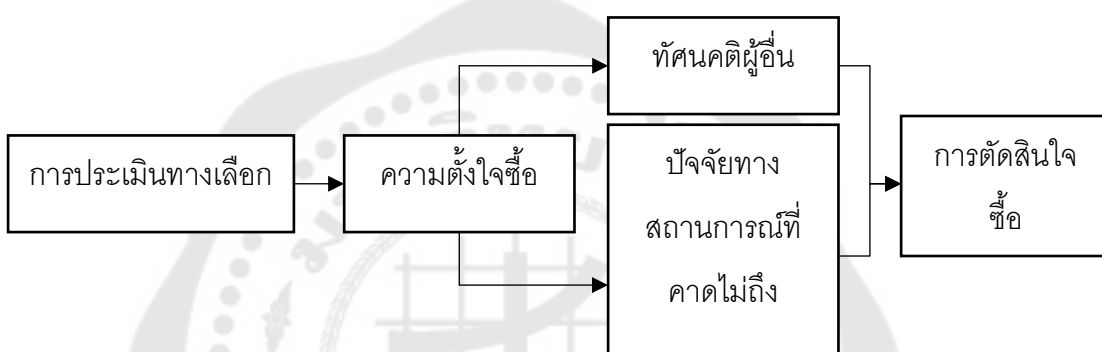 การประเมินทางเลือก
ความตั้งใจซื้อ
ทัศนคติผู้อื่น
ปัจจัยทาง
สถานการณ์ที่
คาดไม่ถึง
การตัดสินใจ
ซื้อ